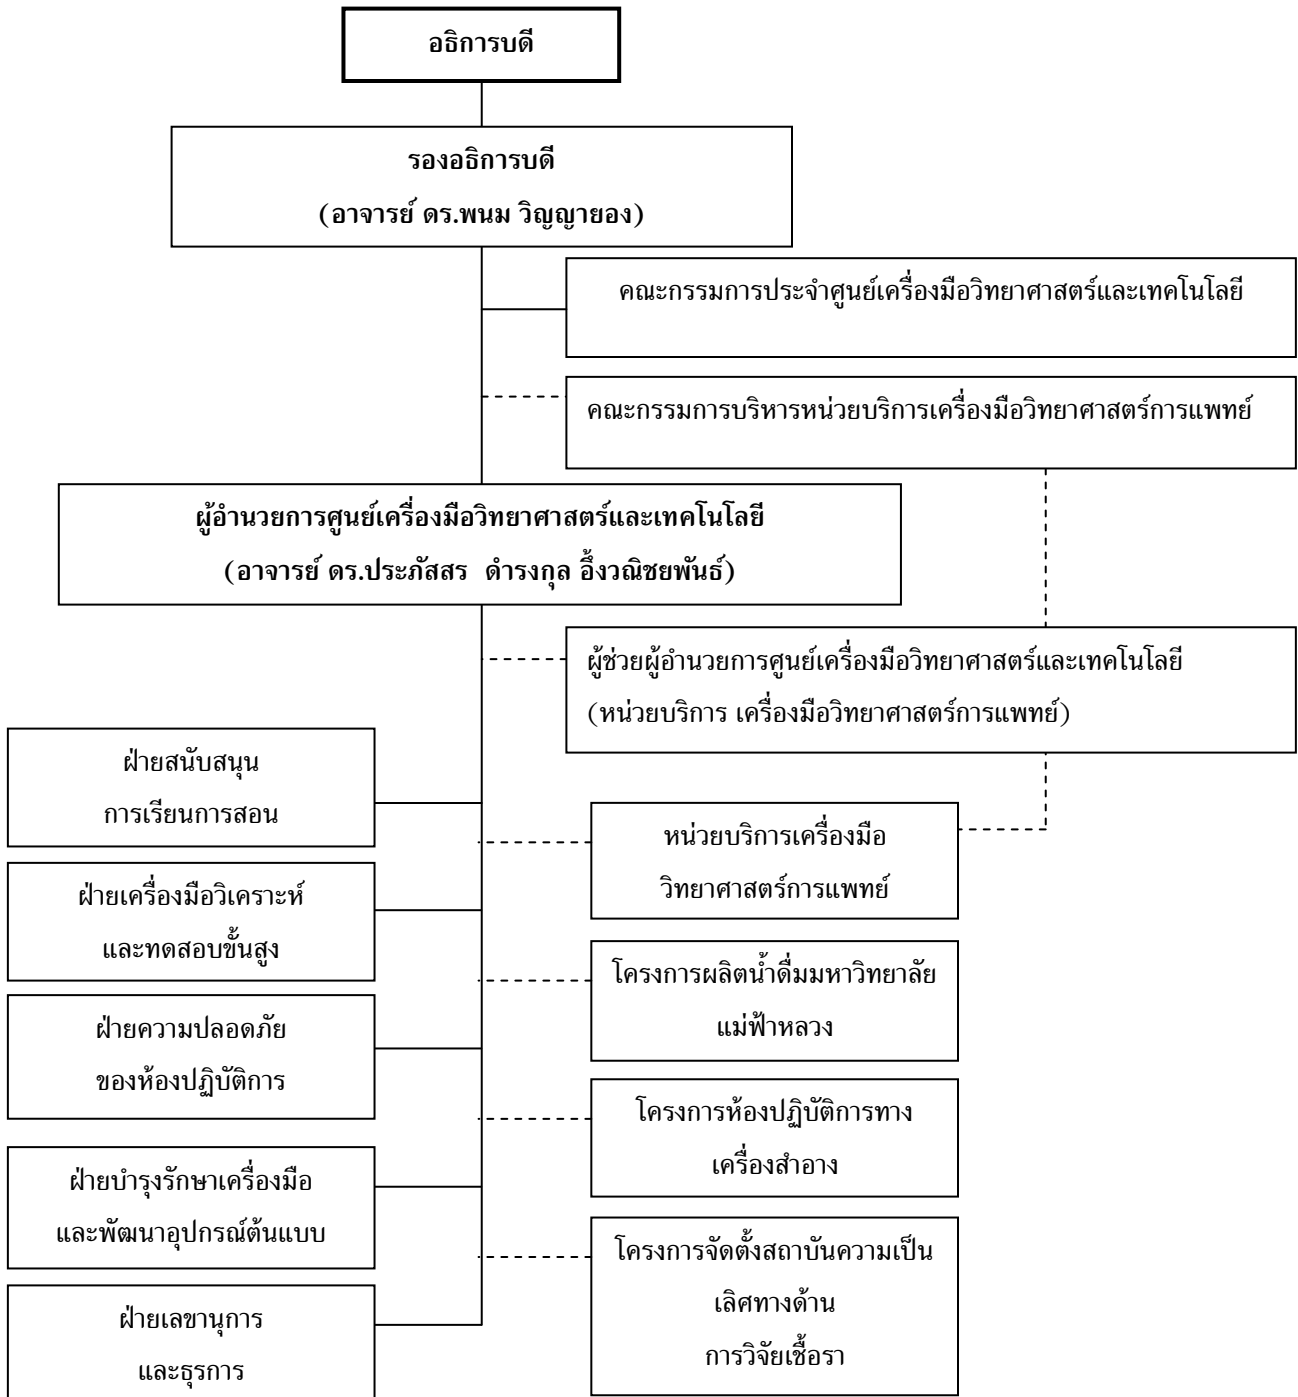 อธิการบดี
รองอธิการบดี
(อาจารย์ ดร.พนม วิญญายอง)
คณะกรรมการประจำศูนย์เครื่องมือวิทยาศาสตร์และเทคโนโลยี
คณะกรรมการบริหารหน่วยบริการเครื่องมือวิทยาศาสตร์การแพทย์
ผู้อำนวยการศูนย์เครื่องมือวิทยาศาสตร์และเทคโนโลยี
(อาจารย์ ดร.ประภัสสร  ดำรงกุล อึ้งวณิชยพันธ์)
ผู้ช่วยผู้อำนวยการศูนย์เครื่องมือวิทยาศาสตร์และเทคโนโลยี
(หน่วยบริการ เครื่องมือวิทยาศาสตร์การแพทย์)
ฝ่ายสนับสนุน
การเรียนการสอน
หน่วยบริการเครื่องมือ
วิทยาศาสตร์การแพทย์
ฝ่ายเครื่องมือวิเคราะห์
และทดสอบขั้นสูง
โครงการผลิตน้ำดื่มมหาวิทยาลัย
แม่ฟ้าหลวง
ฝ่ายความปลอดภัย
ของห้องปฏิบัติการ
โครงการห้องปฏิบัติการทาง
เครื่องสำอาง
ฝ่ายบำรุงรักษาเครื่องมือ
และพัฒนาอุปกรณ์ต้นแบบ
โครงการจัดตั้งสถาบันความเป็น
เลิศทางด้าน
การวิจัยเชื้อรา
ฝ่ายเลขานุการ
และธุรการ